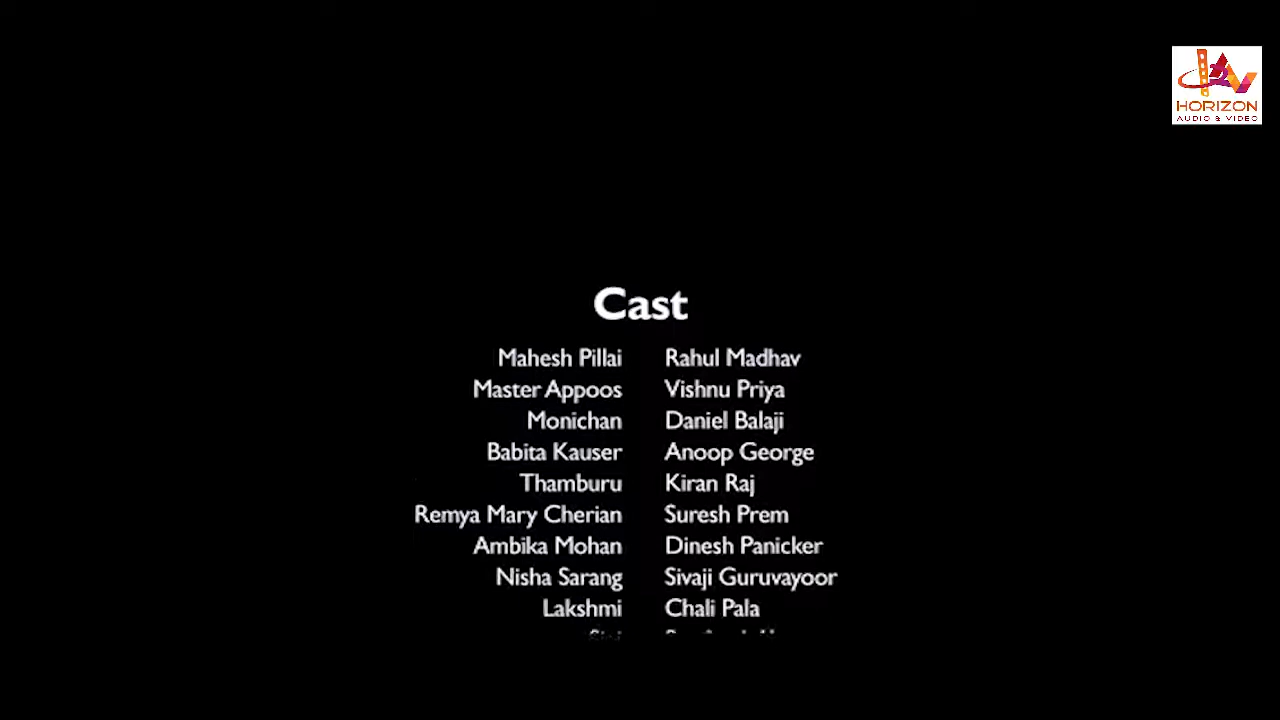 HORIZON
AUDIO & VIDEO
Cast
Mahesh Pillai Rahul Madhav
Master Appoos Vishnu Priya
Monichan Daniel Balaji
Babita Kauser Anoop George
Thamburu Kiran Raj
Remya Mary Cherian Suresh Prem
Ambika Mohan Dinesh Panicker
Nisha Sarang Sivaji Guruvayoor
Lakshmi Chali Pala